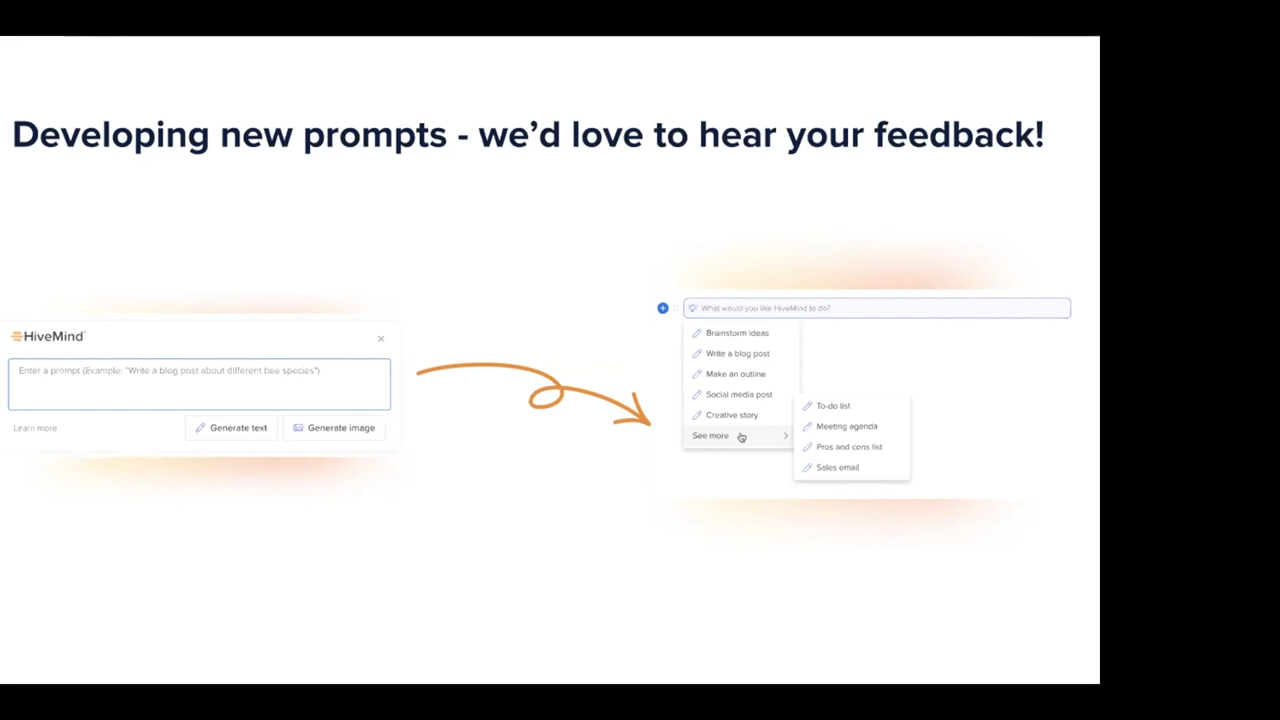 Developing new prompts - we’d love to hear your feedback!
HiveMind
Enter a prompt (Example: "Write a blog post about different bee species")
Learn more
Generate text
Generate image
What would you like HiveMind to do?
Brainstorm ideas
Write a blog post
Make an outline
Social media post
Creative story
See more
To-do list
Meeting agenda
Pros and cons list
Sales email